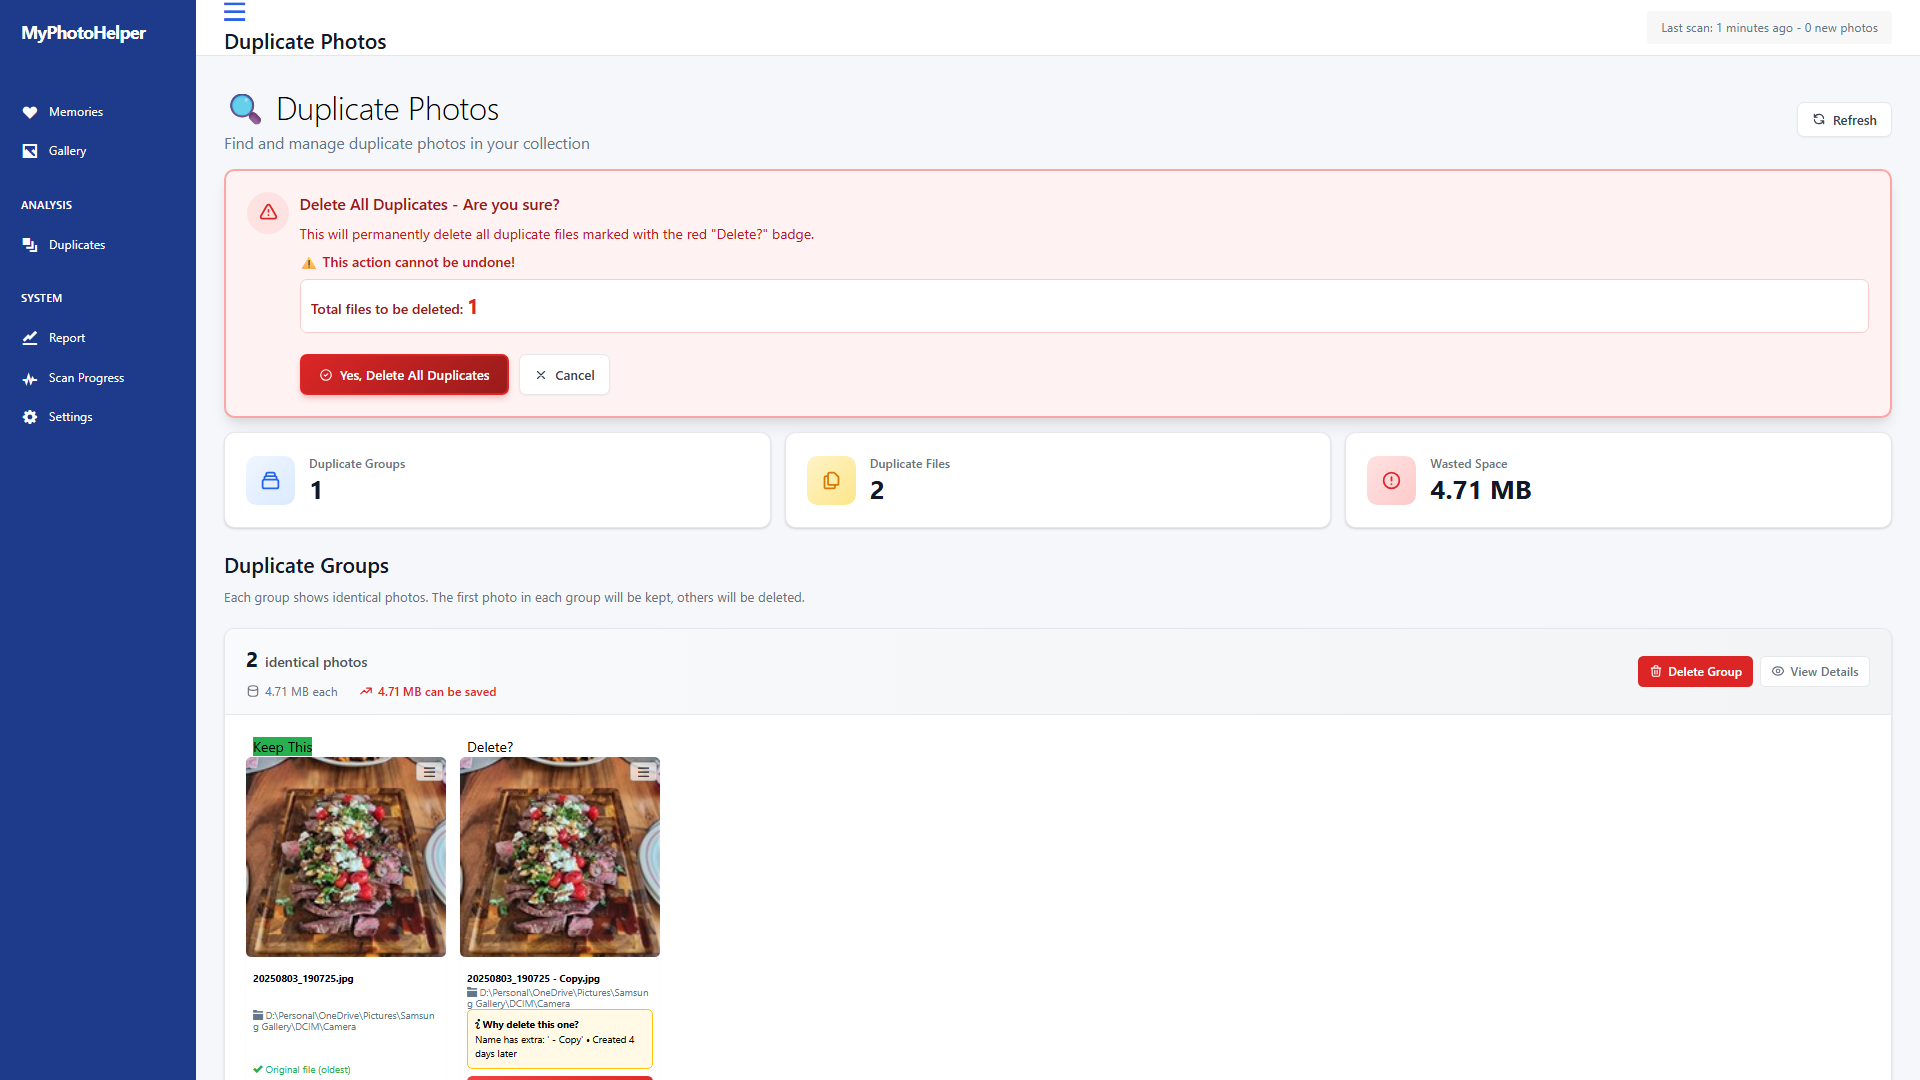 MyPhotoHelper
Memories
Gallery
ANALYSIS
Duplicates
SYSTEM
Report
Scan Progress
Settings
Duplicate Photos
Last scan: 1 minutes ago - 0 new photos
Duplicate Photos
Find and manage duplicate photos in your collection
Refresh
Delete All Duplicates - Are you sure?
This will permanently delete all duplicate files marked with the red "Delete?" badge.
This action cannot be undone!
Total files to be deleted: 1
Yes, Delete All Duplicates
Cancel
Duplicate Groups
1
Duplicate Files
2
Wasted Space
4.71 MB
Duplicate Groups
Each group shows identical photos. The first photo in each group will be kept, others will be deleted.
2 identical photos
4.71 MB each
4.71 MB can be saved
Delete Group
View Details
Keep This
20250803_190725.jpg
D:\Personal\OneDrive\Pictures\Samsun
g Gallery\DCIM\Camera
Original file (oldest)
Delete?
20250803_190725 - Copy.jpg
D:\Personal\OneDrive\Pictures\Samsun
g Gallery\DCIM\Camera
Why delete this one?
Name has extra: ' - Copy' • Created 4
days later